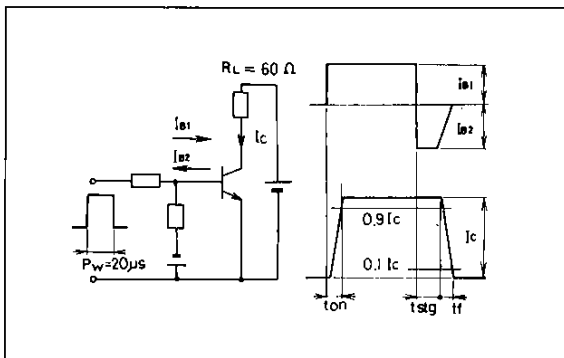 RL = 60 Ω
IB1
IB2
IC
PW=20μs
IB1
IB2
0.9 IC
IC
0.1 IC
ton
tstg
tf